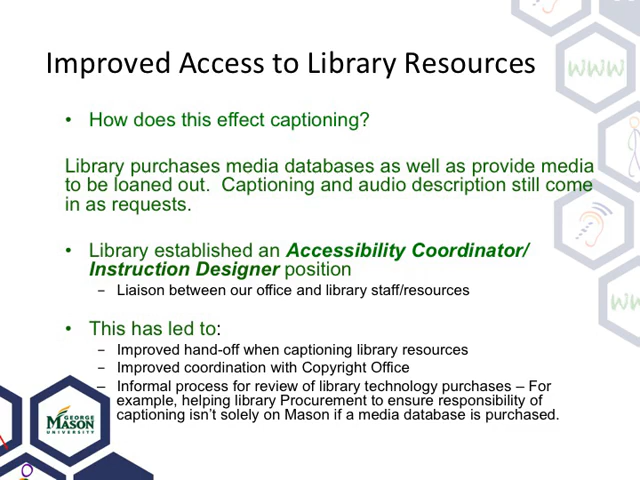 www
Improved Access to Library Resources
• How does this effect captioning?
Library purchases media databases as well as provide media
to be loaned out. Captioning and audio description still come
in as requests.
• Library established an Accessibility Coordinator/
Instruction Designer position
– Liaison between our office and library staff/resources
ww
• This has led to:
– Improved hand-off when captioning library resources
– Improved coordination with Copyright Office
– Informal process for review of library technology purchases – For
example, helping library Procurement to ensure responsibility of
captioning isn't solely on Mason if a media database is purchased.
GEORGE
MASON
UNIVERSITY